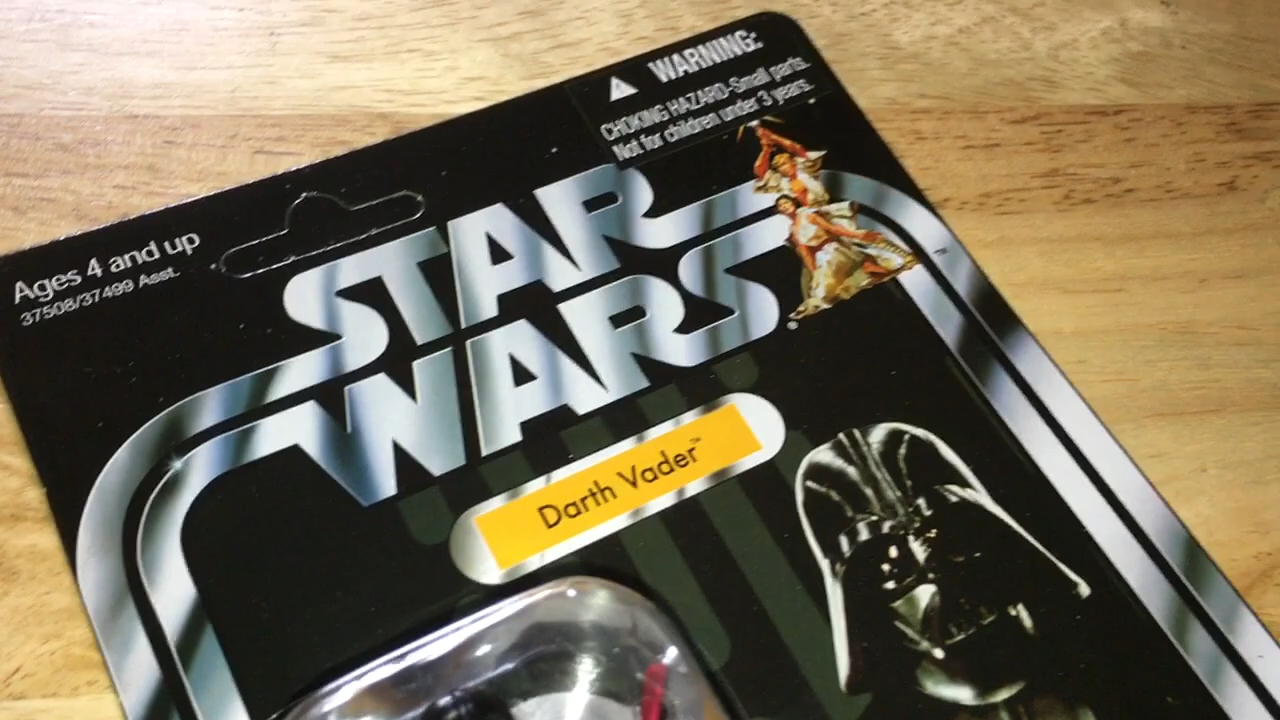 WARNING:
CHOKING HAZARD-Small parts.
Not for children under 3 years.
Ages 4 and up
37508/37499 Asst.
STAR
WARS
TM
Darth Vader™